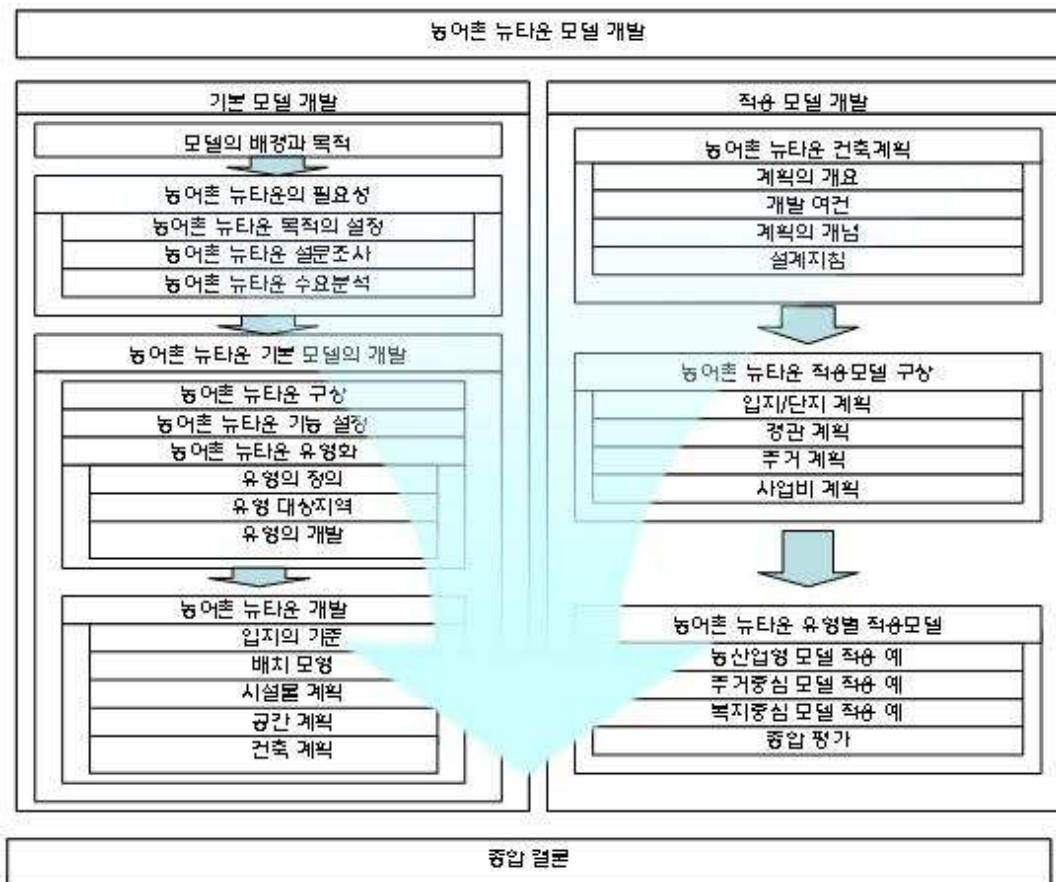 농어촌 뉴타운 모델 개발
기본 모델 개발
모델의 배경과 목적
농어촌 뉴타운의 필요성
농어촌 뉴타운 목적의 설정
농어촌 뉴타운 설문조사
농어촌 뉴타운 수요분석
농어촌 뉴타운 기본 모델의 개발
농어촌 뉴타운 구상
농어촌 뉴타운 기능 설정
농어촌 뉴타운 유형화
유형의 정의
유형 대상지역
유형의 개발
농어촌 뉴타운 개발
입지의 기준
배치 모형
시설물 계획
공간 계획
건축 계획
적용 모델 개발
농어촌 뉴타운 건축계획
계획의 개요
개발 여건
계획의 개념
설계지침
농어촌 뉴타운 적용모델 구상
입지/단지 계획
경관 계획
주거 계획
사업비 계획
농어촌 뉴타운 유형별 적용모델
농산업형 모델 적용 예
주거중심 모델 적용 예
복지중심 모델 적용 예
종합 평가
종합 결론